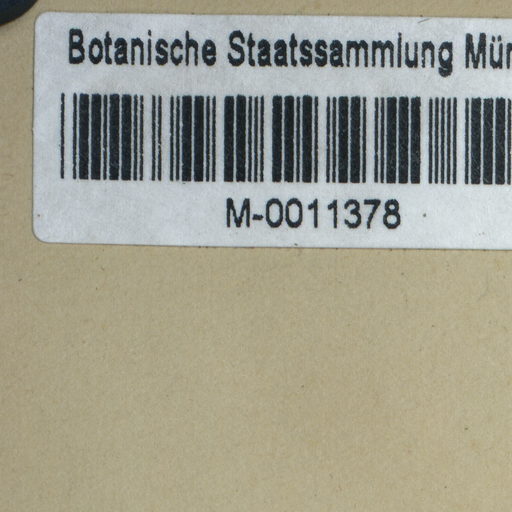 Botanische Staatssammlung Mün
M-0011378